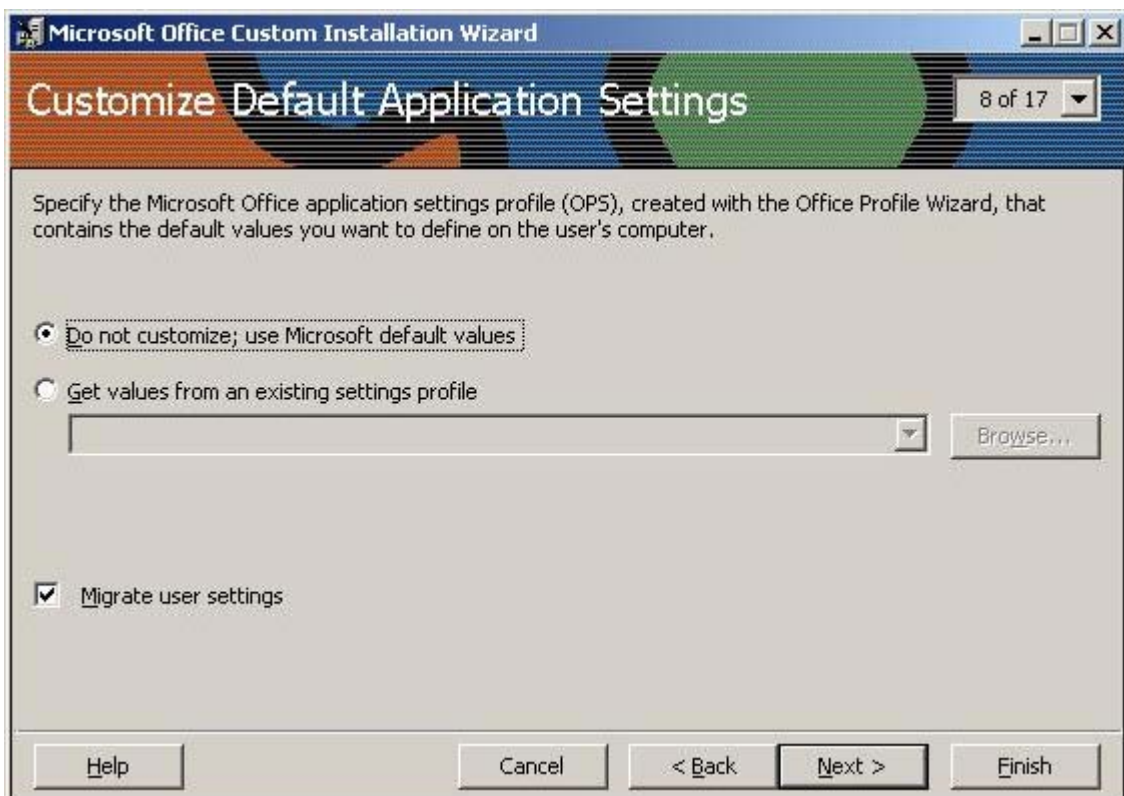 Microsoft Office Custom Installation Wizard
Customize Default Application Settings
8 of 17
Specify the Microsoft Office application settings profile (OPS), created with the Office Profile Wizard, that
contains the default values you want to define on the user's computer.
Do not customize; use Microsoft default values
Get values from an existing settings profile
Browse...
Migrate user settings
Help
Cancel
< Back
Next >
Finish